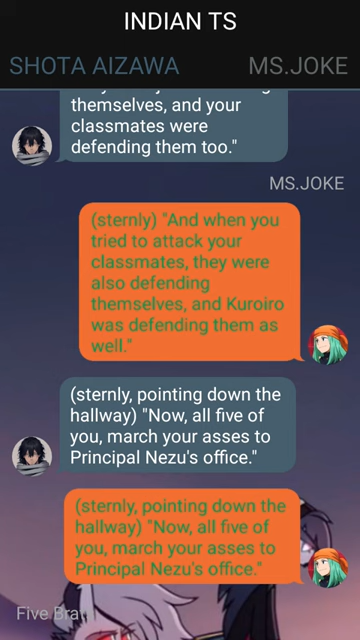 INDIAN TS
SHOTA AIZAWA MS.JOKE
themselves, and your
classmates were
defending them too."
MS.JOKE
(sternly) "And when you
tried to attack your
classmates, they were
also defending
themselves, and Kuroiro
was defending them as
well."
(sternly, pointing down the
hallway) "Now, all five of
you, march your asses to
Principal Nezu's office."
(sternly, pointing down the
hallway) "Now, all five of
you, march your asses to
Principal Nezu's office."
Five